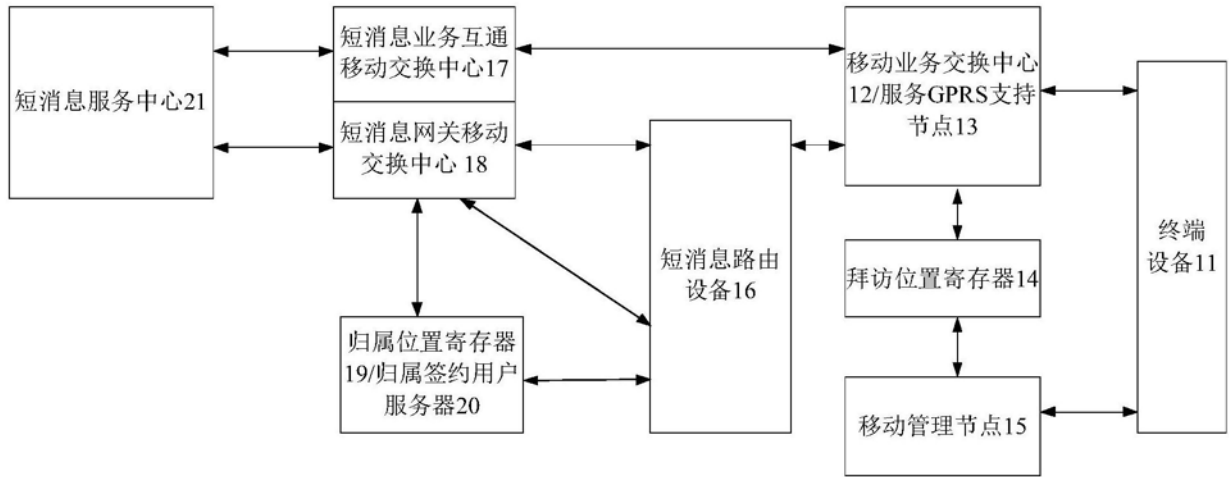 短消息服务中心21
短消息业务互通
移动交换中心17
短消息网关移动
交换中心 18
归属位置寄存器
19/归属签约用户
服务器20
短消息路由
设备16
移动业务交换中心
12/服务GPRS支持
节点13
拜访位置寄存器14
移动管理节点15
终端
设备11